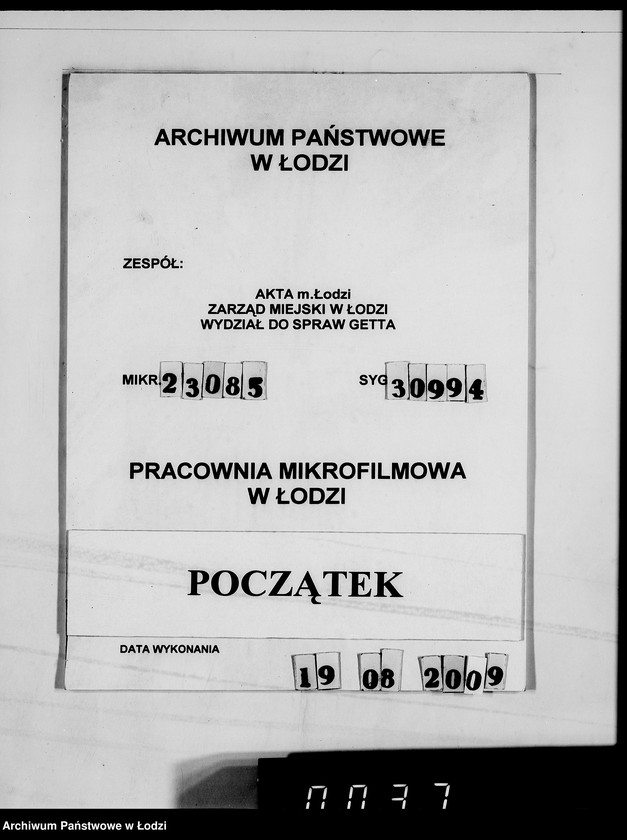 ARCHIWUM PAŃSTWOWE
W ŁODZI
ZESPÓŁ:
AKTA m.Łodzi
ZARZĄD MIEJSKI W ŁODZI
WYDZIAŁ DO SPRAW GETTA
MIKR. 23085 SYG 30994
PRACOWNIA MIKROFILMOWA
W ŁODZI
POCZĄTEK
DATA WYKONANIA
19 08 2009
Archiwum Państwowe w Łodzi